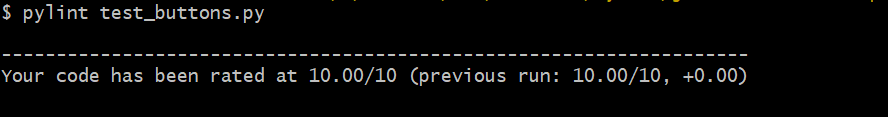 $ pylint test_buttons.py
--------------------------------------------------------------------
Your code has been rated at 10.00/10 (previous run: 10.00/10, +0.00)